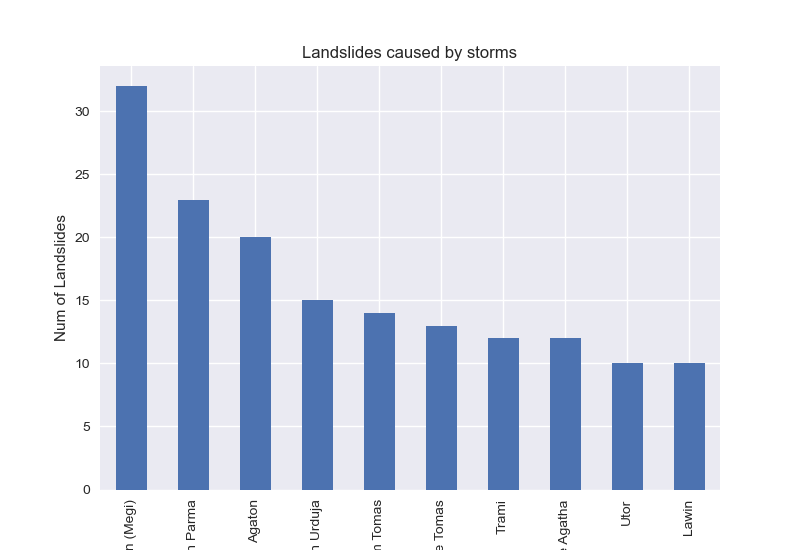 Landslides caused by storms
Num of Landslides
30
25
20
15
10
5
0
n (Megi)
n Parma
Agaton
n Urduja
n Tomas
e Tomas
Trami
e Agatha
Utor
Lawin